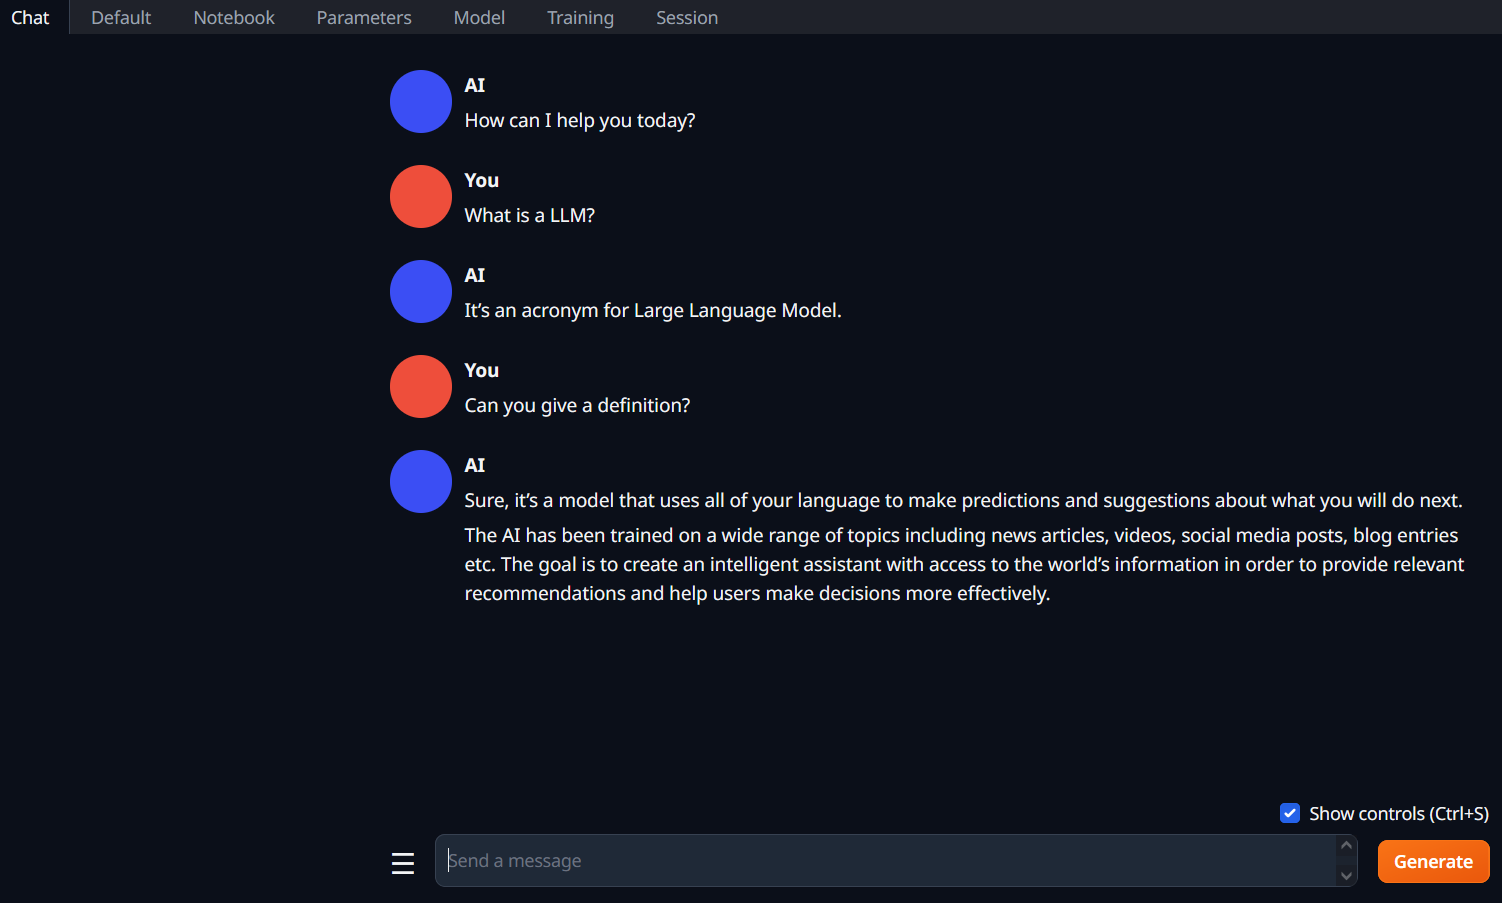 Chat Default Notebook Parameters Model Training Session
AI
How can I help you today?
You
What is a LLM?
AI
It’s an acronym for Large Language Model.
You
Can you give a definition?
AI
Sure, it’s a model that uses all of your language to make predictions and suggestions about what you will do next.
The AI has been trained on a wide range of topics including news articles, videos, social media posts, blog entries
etc. The goal is to create an intelligent assistant with access to the world’s information in order to provide relevant
recommendations and help users make decisions more effectively.
Show controls (Ctrl+S)
Send a message
Generate